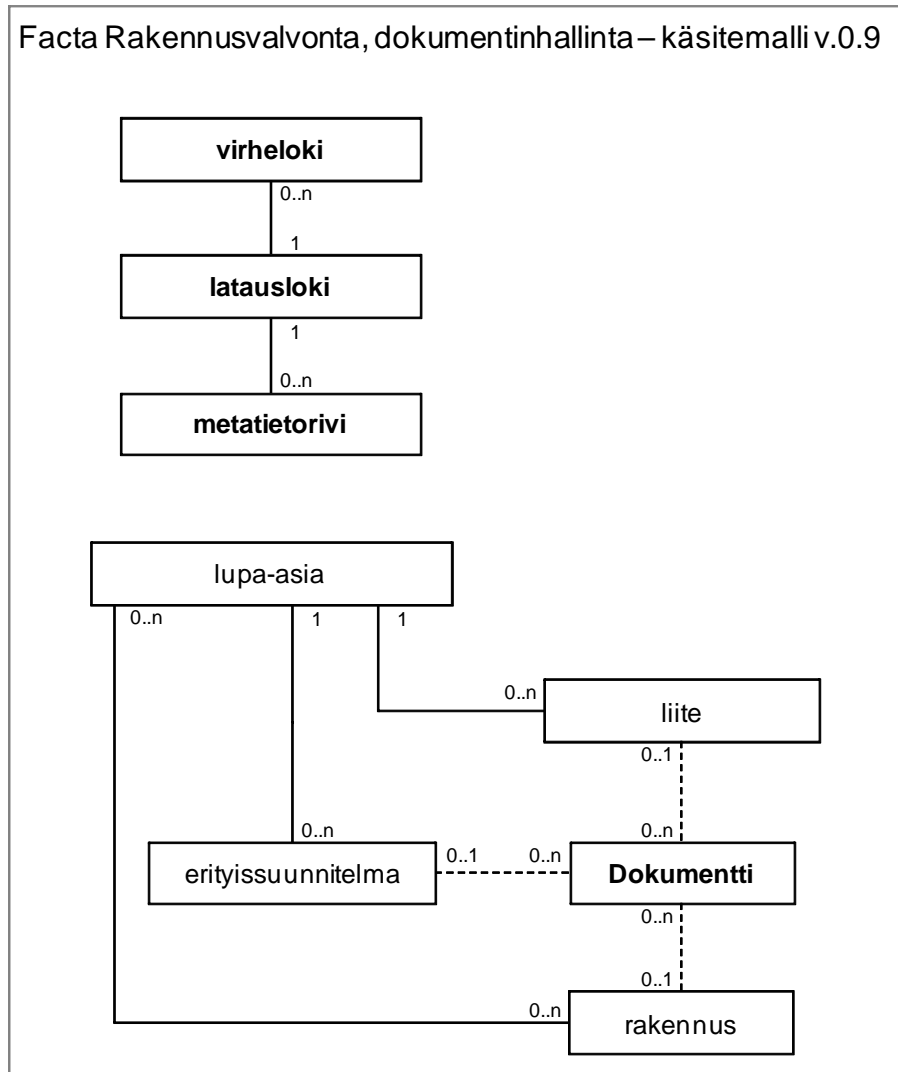 Facta Rakennusvalvonta, dokumentinhallinta – käsitemalli v.0.9
virheloki
0..n
1
latausloki
1
0..n
metatietorivi
lupa-asia
0..n
1
1
0..n
liite
0..1
0..n
0..n
erityissuunnitelma
0..1
0..n
Dokumentti
0..n
0..1
0..n
rakennus